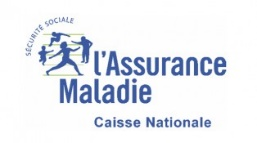 SÉCURITÉ SOCIALE
l'Assurance
Maladie
Caisse Nationale